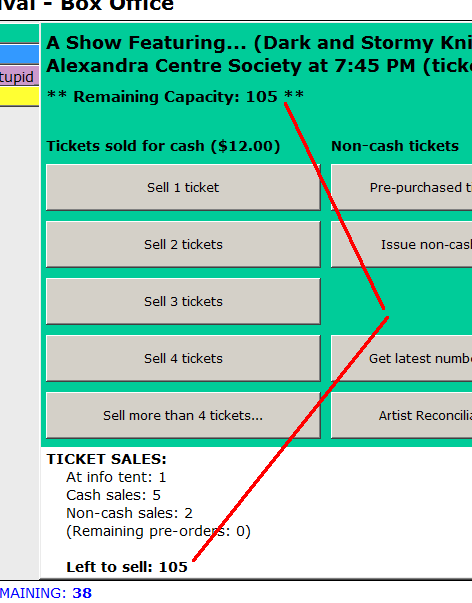 ival - Box Office
A Show Featuring... (Dark and Stormy Kni
Alexandra Centre Society at 7:45 PM (ticke
tupid
** Remaining Capacity: 105 **
Tickets sold for cash ($12.00)
Non-cash tickets
Sell 1 ticket
Pre-purchased t
Sell 2 tickets
Issue non-cash
Sell 3 tickets
Sell 4 tickets
Get latest numbe
Sell more than 4 tickets...
Artist Reconcilia
TICKET SALES:
At info tent: 1
Cash sales: 5
Non-cash sales: 2
(Remaining pre-orders: 0)
Left to sell: 105
MAINING: 38